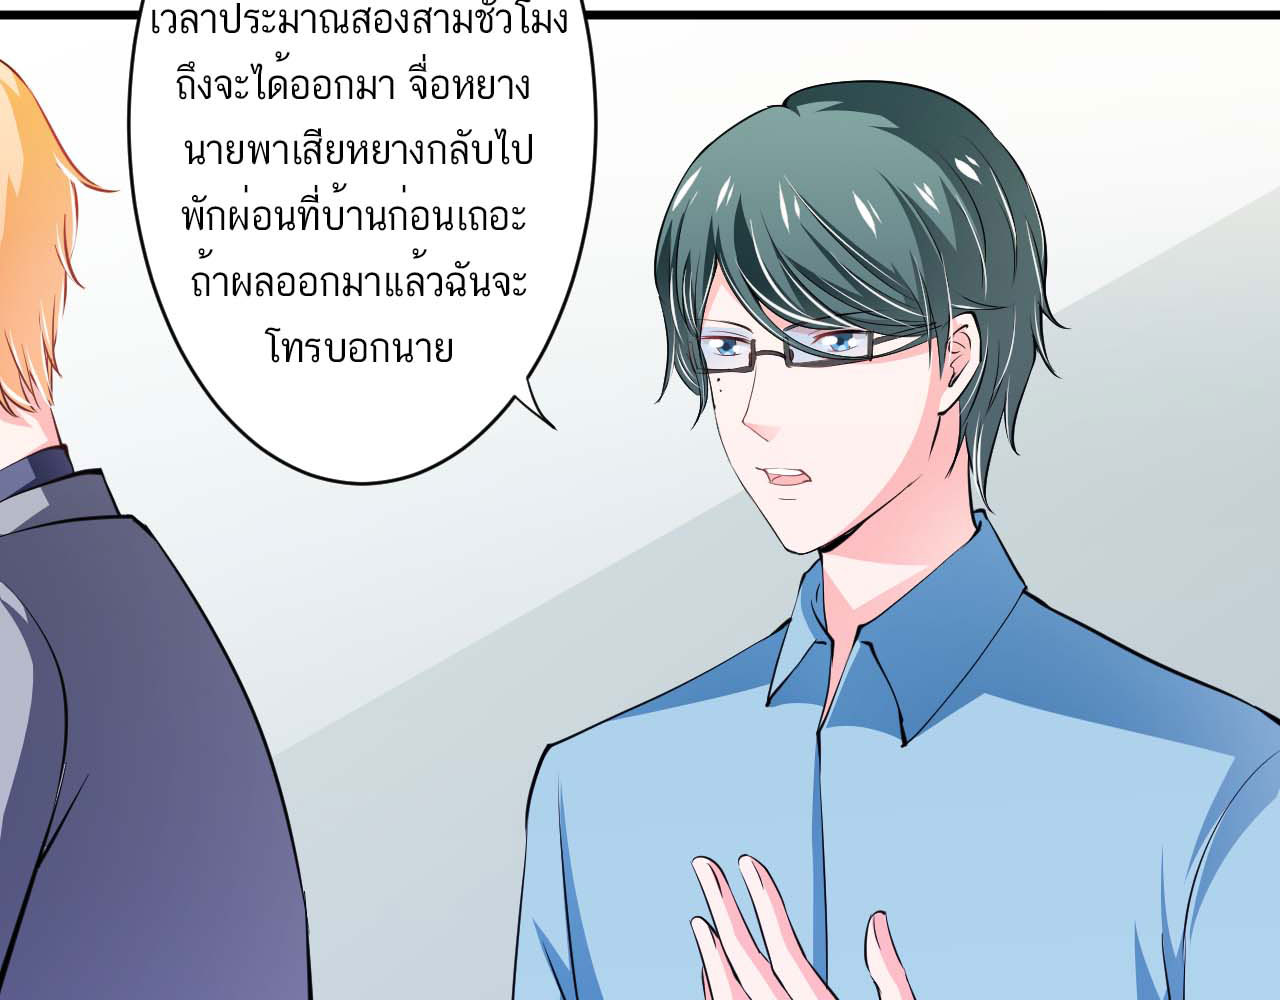 เวลาประมาณสองสามชั่วโมง
ถึงจะได้ออกมา จื่อหยาง
นายพาเสียหยางกลับไป
พักผ่อนที่บ้านก่อนเถอะ
ถ้าผลออกมาแล้วฉันจะ
โทรบอกนาย